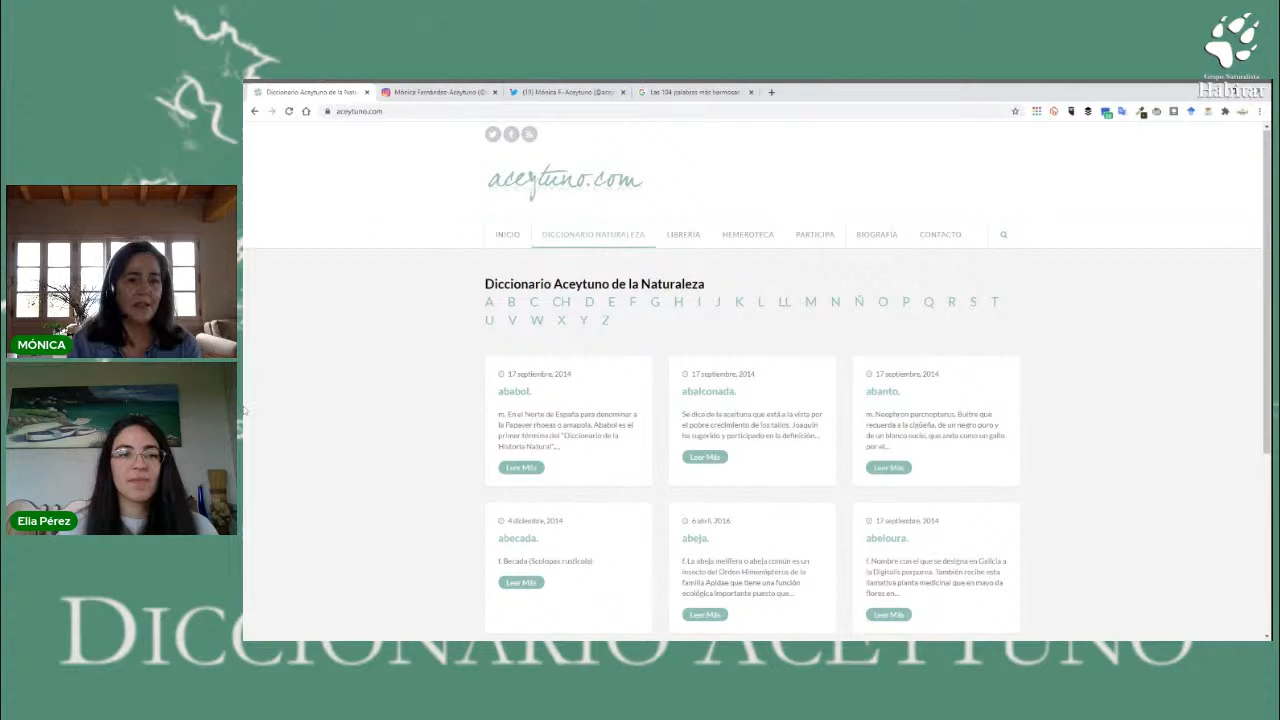 Grupo Naturalista
Hábitat
Diccionario Aceytuno de la Natu
Mónica Fernández-Aceytuno (@
(11) Mónica F.-Aceytuno (@acey
Las 104 palabras más hermosas
aceytuno.com
aceytuno.com
INICIO
DICCIONARIO NATURALEZA
LIBRERÍA
HEMEROTECA
PARTICIPA
BIOGRAFÍA
CONTACTO
Diccionario Aceytuno de la Naturaleza
A B C CH D E F G H I J K L LL M N Ñ O P Q R S T
U V W X Y Z
17 septiembre, 2014
ababol.
m. En el Norte de España para denominar a
la Papaver rhoeas o amapola. Ababol es el
primer término del "Diccionario de la
Historia Natural",...
Leer Más
17 septiembre, 2014
abalconada.
Se dice de la aceituna que está a la vista por
el pobre crecimiento de los tallos. Joaquín
ha sugerido y participado en la definición...
Leer Más
17 septiembre, 2014
abanto.
m. Neophron percnopterus. Buitre que
recuerda a la cigüeña, de un negro puro y
de un blanco sucio, que anda como un gallo
por el...
Leer Más
4 diciembre, 2014
abecada.
f. Becada (Scolopax rusticola)
Leer Más
6 abril, 2016
abeja.
f. La abeja melífera o abeja común es un
insecto del Orden Himenópteros de la
familia Apidae que tiene una función
ecológica importante puesto que...
Leer Más
17 septiembre, 2014
abeloura.
f. Nombre con el que se designa en Galicia a
la Digitalis purpurea. También recibe esta
llamativa planta medicinal que en mayo da
flores en...
Leer Más
MÓNICA
Elia Pérez
DICCIONARIO ACEYTUNO